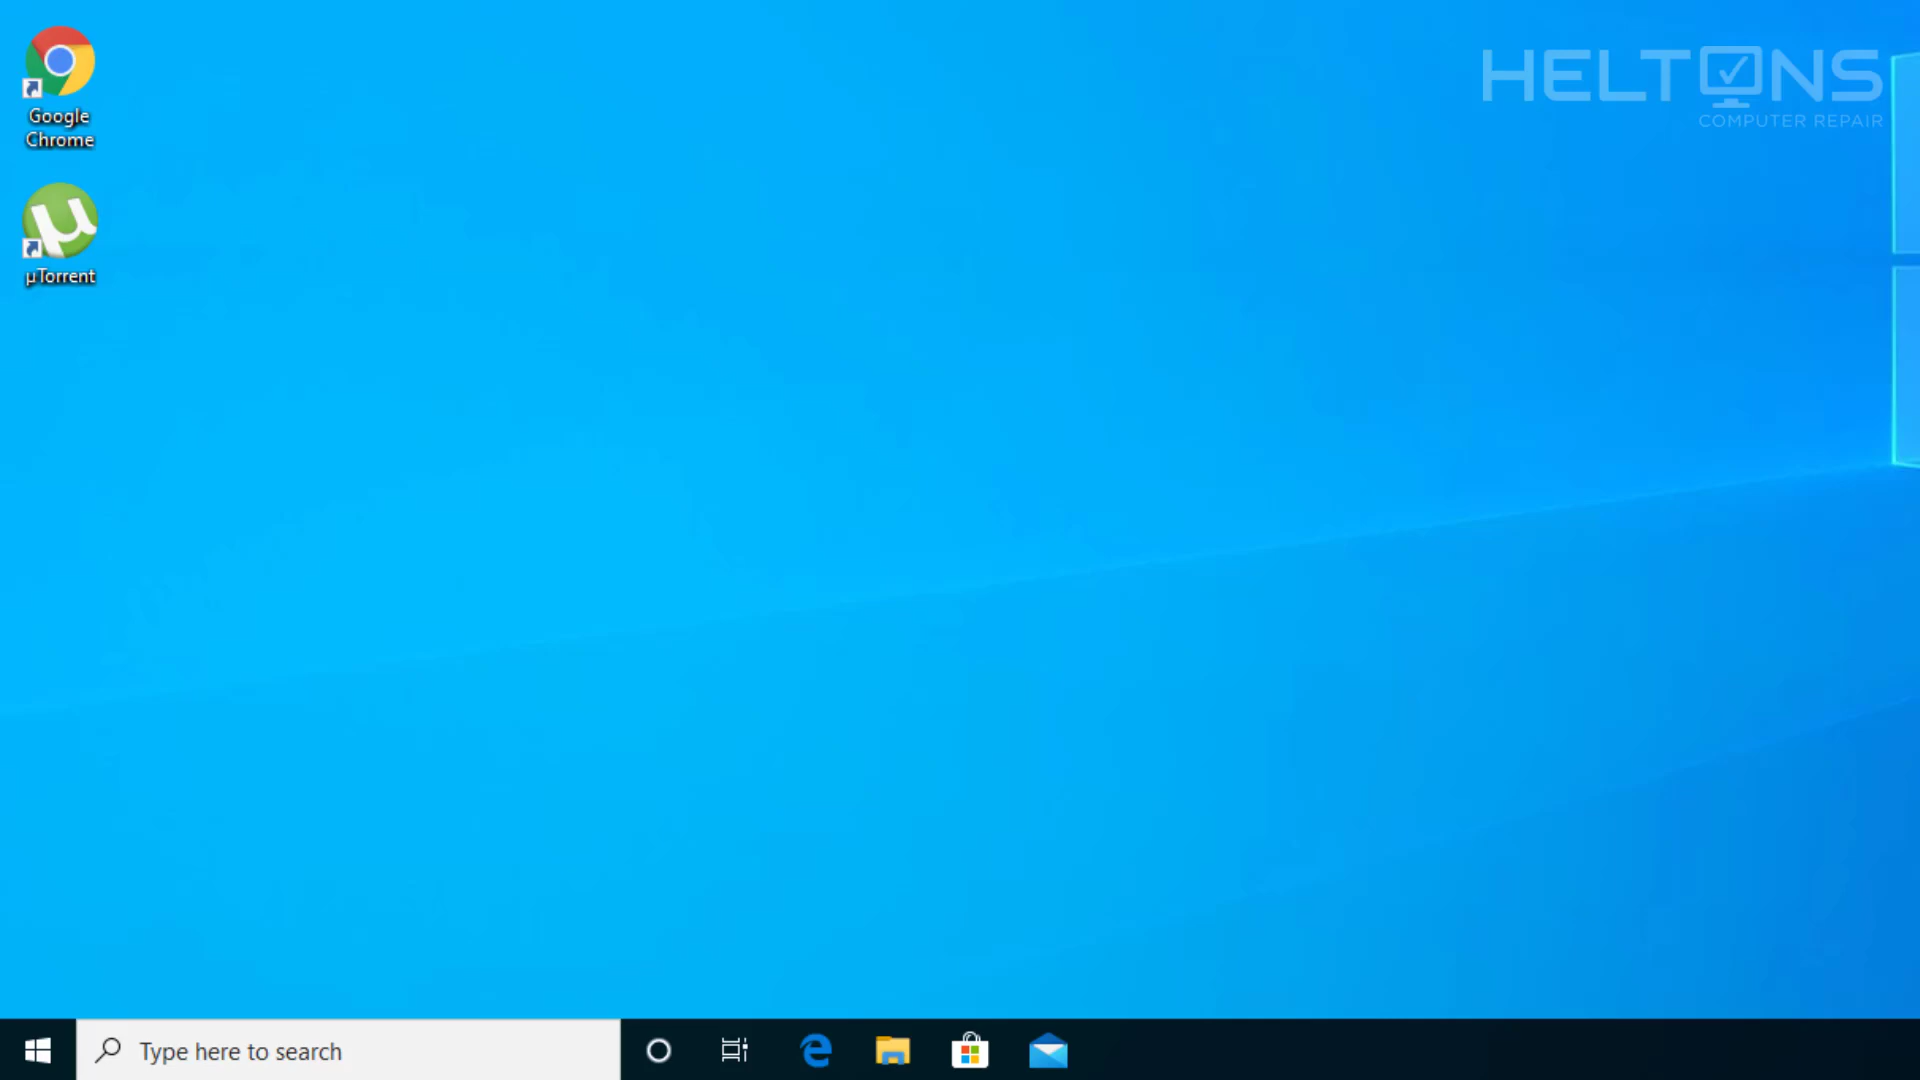 Google
Chrome
µTorrent
HELTONS
COMPUTER REPAIR
Type here to search